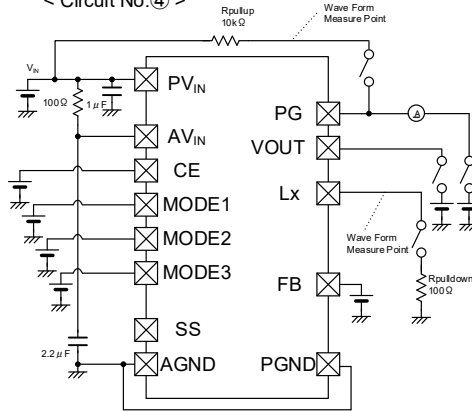 < Circuit No.④ >
Rpullup
10kΩ
Wave Form
Measure Point
VIN
100Ω
1μF
PVIN
AVIN
CE
MODE1
MODE2
MODE3
SS
AGND
PG
VOUT
Lx
FB
PGND
A
Wave Form
Measure Point
Rpulldown
100Ω
2.2μF